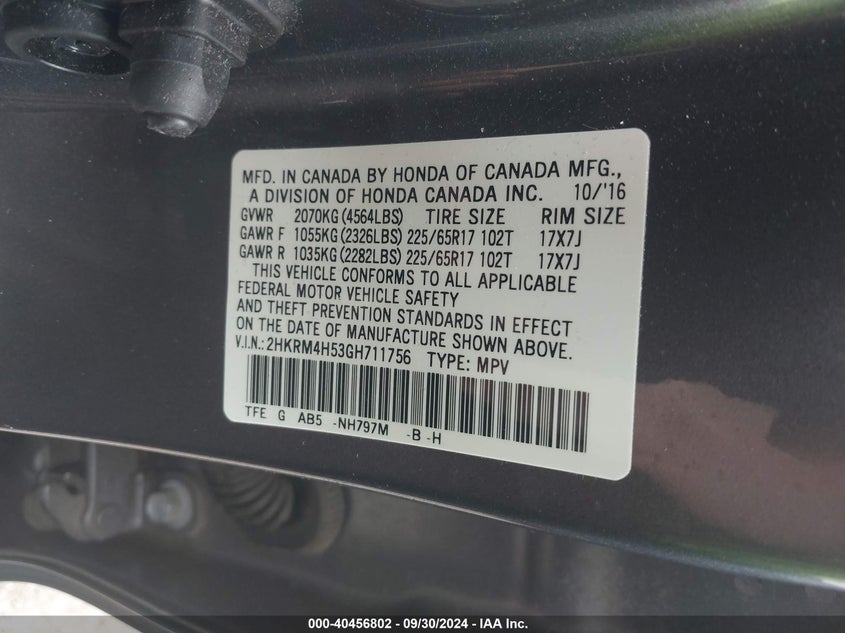 MFD. IN CANADA BY HONDA OF CANADA MFG.,
A DIVISION OF HONDA CANADA INC. 10/'16
GVWR 2070KG (4564LBS) TIRE SIZE RIM SIZE
GAWR F 1055KG (2326LBS) 225/65R17 102T 17X7J
GAWR R 1035KG (2282LBS) 225/65R17 102T 17X7J
THIS VEHICLE CONFORMS TO ALL APPLICABLE
FEDERAL MOTOR VEHICLE SAFETY
AND THEFT PREVENTION STANDARDS IN EFFECT
ON THE DATE OF MANUFACTURE SHOWN ABOVE.
V.I.N.: 2HKRM4H53GH711756 TYPE: MPV
TFE G AB5 -NH797M -B -H
000-40456802 - 09/30/2024 - IAA Inc.